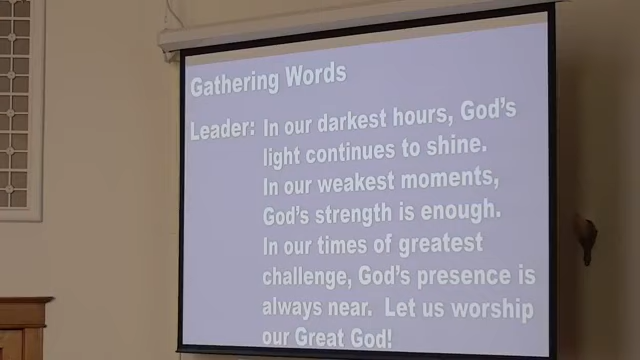 Gathering Words
Leader: In our darkest hours, God's
light continues to shine.
In our weakest moments,
God's strength is enough.
In our times of greatest
challenge, God's presence is
always near. Let us worship
our Great God!